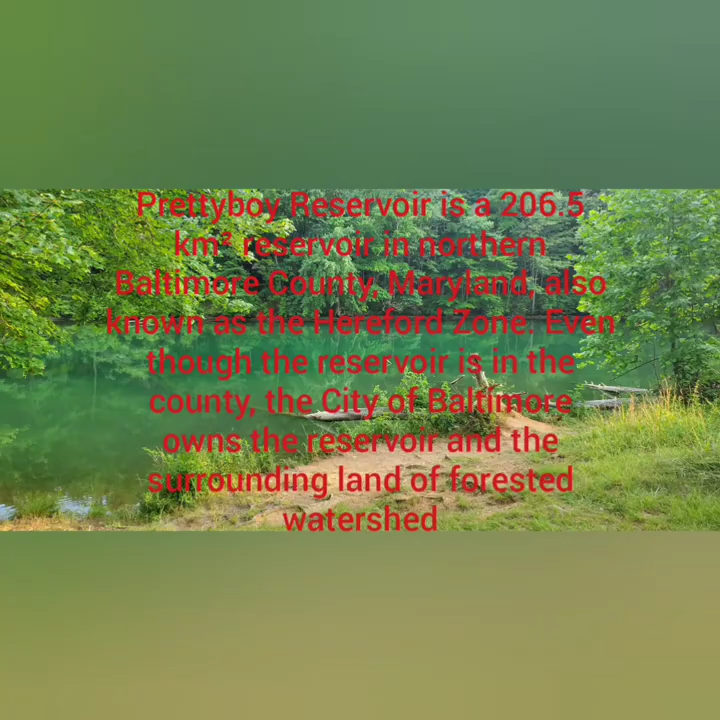 Prettyboy Reservoir is a 206.5
km² reservoir in northern
Baltimore County, Maryland, also
known as the Hereford Zone. Even
though the reservoir is in the
county, the City of Baltimore
owns the reservoir and the
surrounding land of forested
watershed